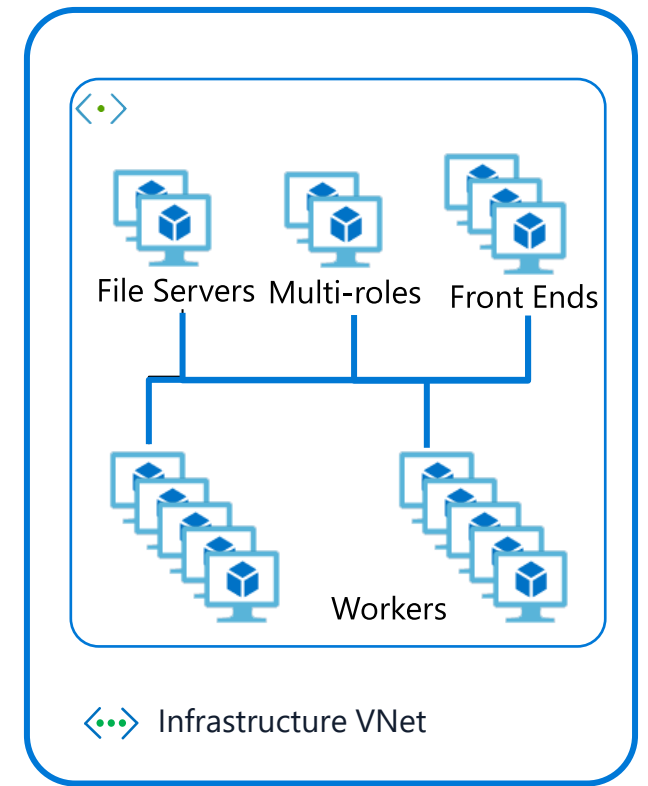 File Servers
Multi-roles
Front Ends
Workers
Infrastructure VNet